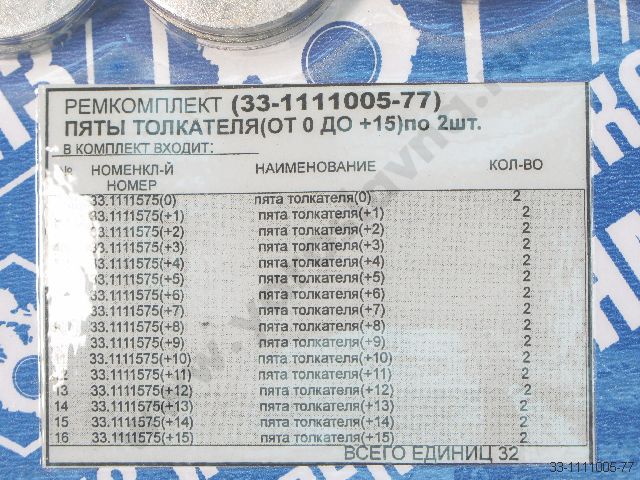 РЕМКОМПЛЕКТ (33-1111005-77)
ПЯТЫ ТОЛКАТЕЛЯ(ОТ 0 ДО +15)по 2шт.
В КОМПЛЕКТ ВХОДИТ:
№ НОМЕНКЛ-Й НАИМЕНОВАНИЕ КОЛ-ВО
НОМЕР
33.1111575(0) пята толкателя(0) 2
33.1111575(+1) пята толкателя(+1) 2
33.1111575(+2) пята толкателя(+2) 2
33.1111575(+3) пята толкателя(+3) 2
33.1111575(+4) пята толкателя(+4) 2
33.1111575(+5) пята толкателя(+5) 2
33.1111575(+6) пята толкателя(+6) 2
33.1111575(+7) пята толкателя(+7) 2
33.1111575(+8) пята толкателя(+8) 2
33.1111575(+9) пята толкателя(+9) 2
33.1111575(+10) пята толкателя(+10) 2
33.1111575(+11) пята толкателя(+11) 2
13 33.1111575(+12) пята толкателя(+12) 2
14 33.1111575(+13) пята толкателя(+13) 2
15 33.1111575(+14) пята толкателя(+14) 2
16 33.1111575(+15) пята толкателя(+15) 2
ВСЕГО ЕДИНИЦ 32
33-1111005-77